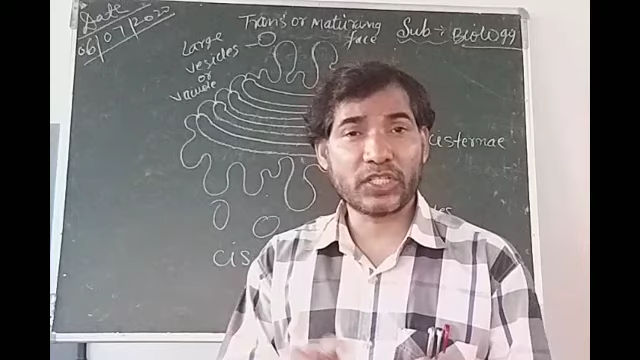 Date
06/07/2020
Trans or Maturing
face
Sub :- Biology
Large
vesicles
or
vacuole
cisternae
cis